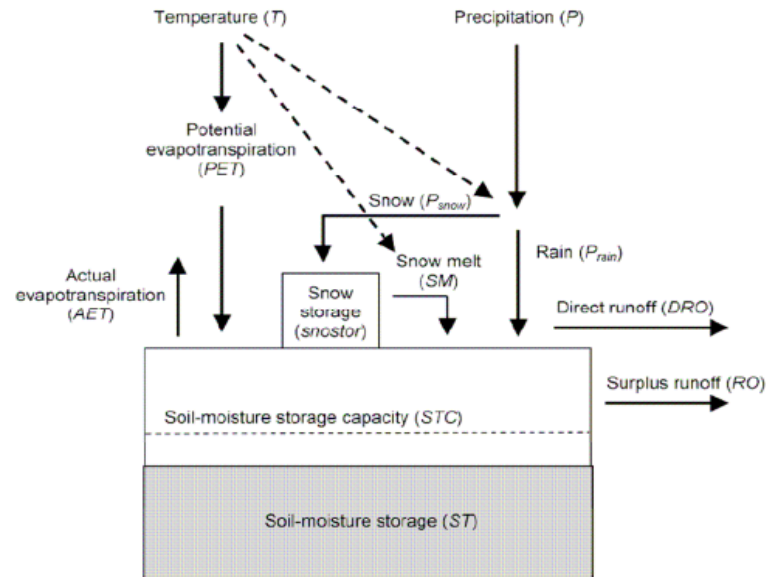 Temperature (T)
Precipitation (P)
Potential
evapotranspiration
(PET)
Snow (Psnow)
Rain (Prain)
Snow melt
(SM)
Actual
evapotranspiration
(AET)
Snow
storage
(snostor)
Direct runoff (DRO)
Surplus runoff (RO)
Soil-moisture storage capacity (STC)
Soil-moisture storage (ST)